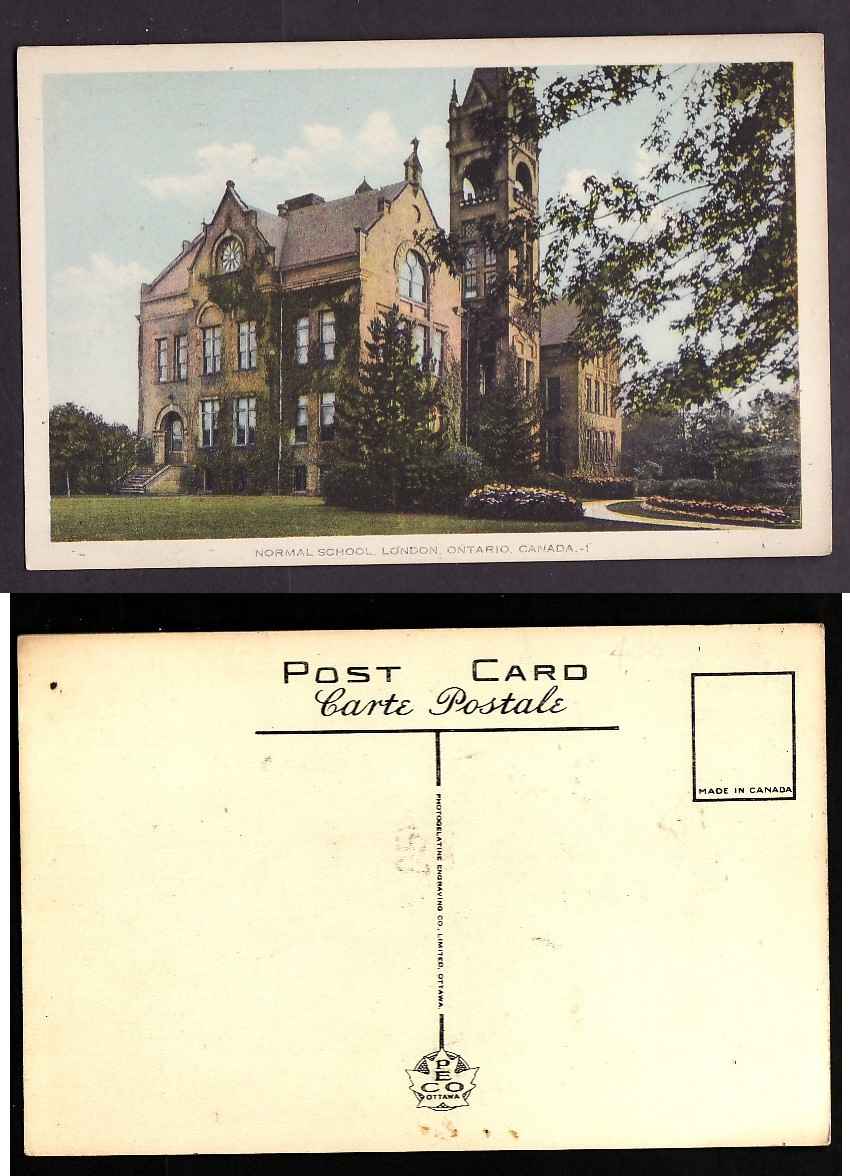 NORMAL SCHOOL, LONDON, ONTARIO, CANADA.-1
POST CARD
Carte Postale
MADE IN CANADA
PHOTOGELATINE ENGRAVING CO., LIMITED, OTTAWA.
PECO
OTTAWA